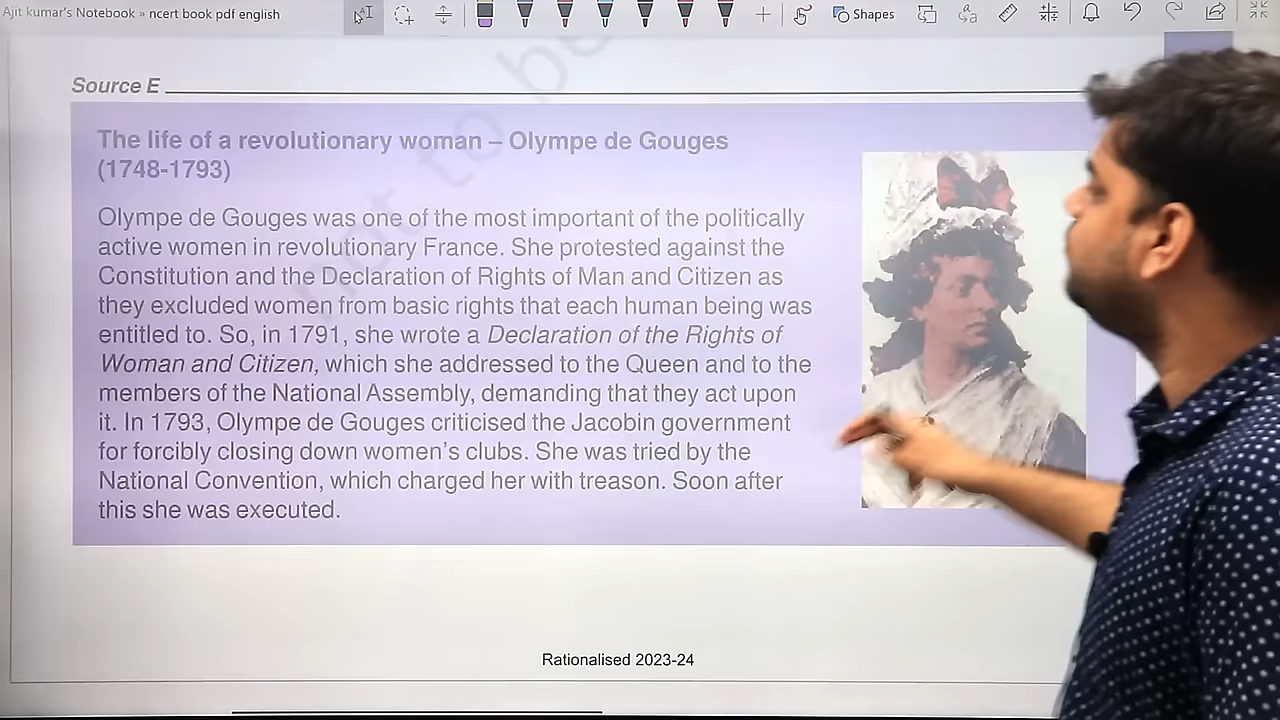 Ajit kumar's Notebook » ncert book pdf english
Shapes
not to be
Source E
The life of a revolutionary woman – Olympe de Gouges
(1748-1793)
Olympe de Gouges was one of the most important of the politically
active women in revolutionary France. She protested against the
Constitution and the Declaration of Rights of Man and Citizen as
they excluded women from basic rights that each human being was
entitled to. So, in 1791, she wrote a Declaration of the Rights of
Woman and Citizen, which she addressed to the Queen and to the
members of the National Assembly, demanding that they act upon
it. In 1793, Olympe de Gouges criticised the Jacobin government
for forcibly closing down women's clubs. She was tried by the
National Convention, which charged her with treason. Soon after
this she was executed.
Rationalised 2023-24